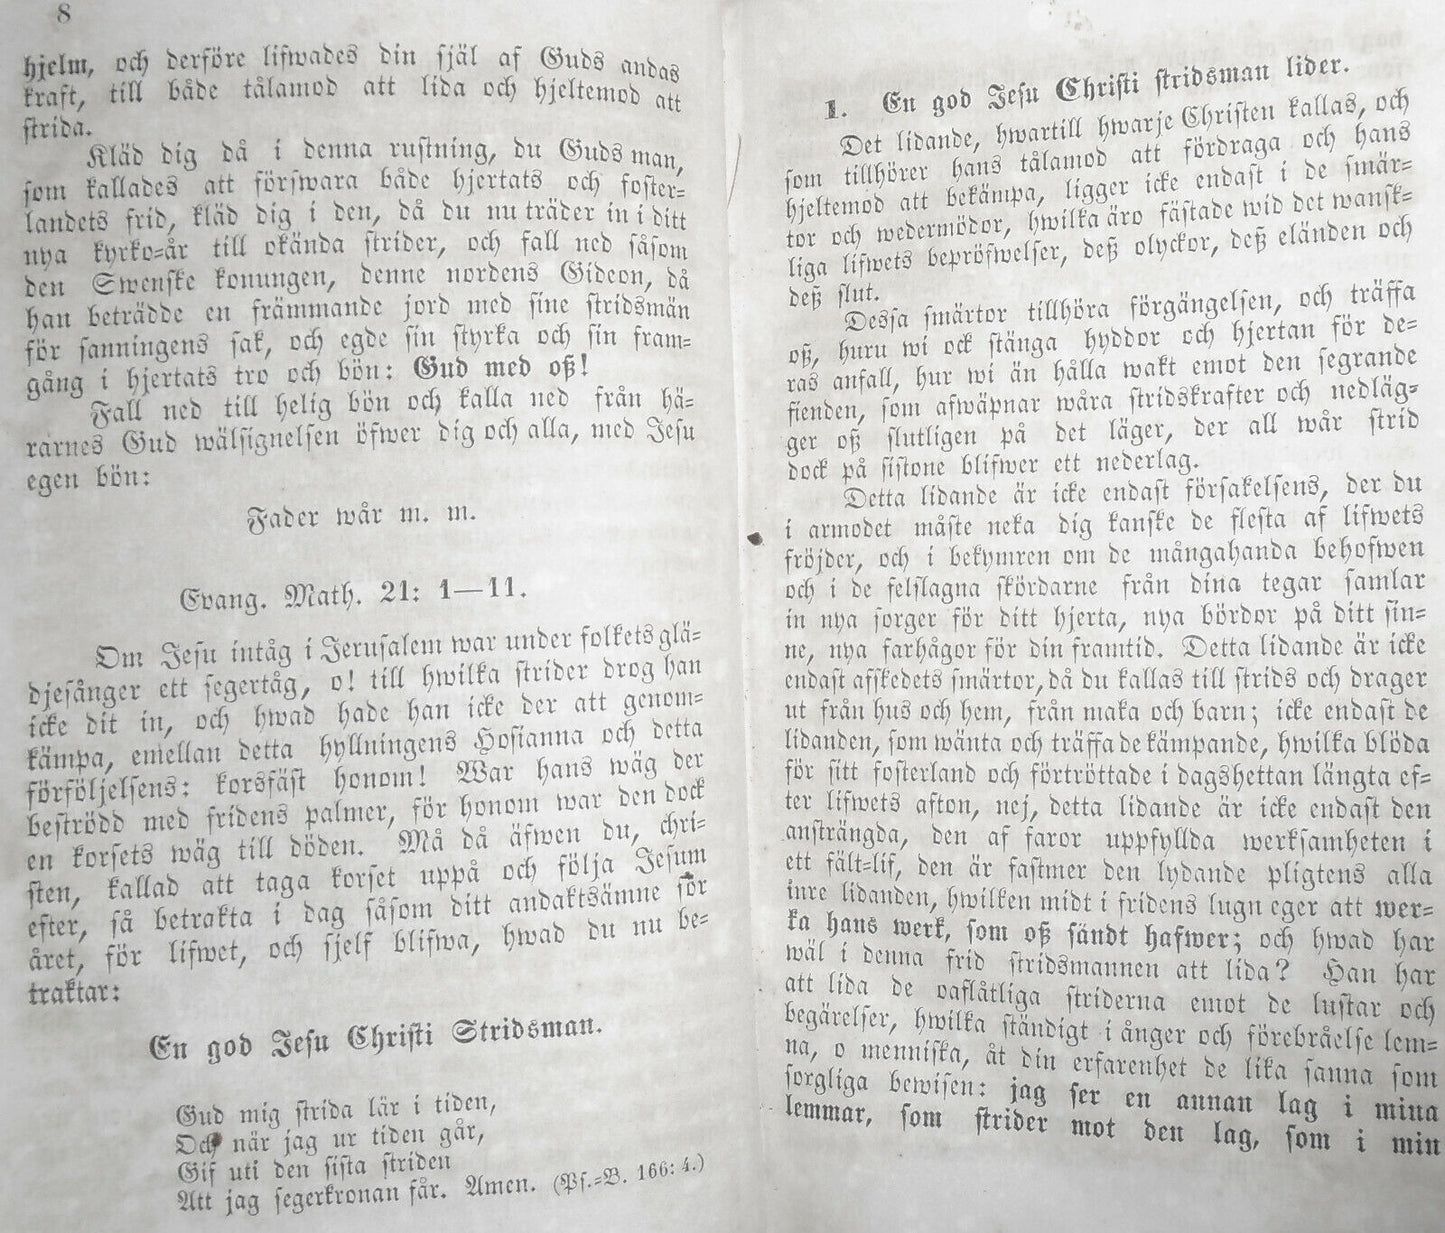 8
hjelm, och derföre lifwades din själ af Guds andas
kraft, till både tålamod att lida och hjeltemod att
strida.
Kläd dig då i denna rustning, du Guds man,
som kallades att förswara både hjertats och foster-
landets frid, kläd dig i den, då du nu träder in i ditt
nya kyrko-år till okända strider, och fall ned såsom
den Swenske konungen, denne nordens Gideon, då
han beträdde en främmande jord med sine stridsmän
för sanningens sak, och egde sin styrka och sin fram-
gång i hjertats tro och bön: Gud med oß!
Fall ned till helig bön och kalla ned från hä-
rarnes Gud wälsignelsen öfwer dig och alla, med Jesu
egen bön:
Fader wår m. m.
Evang. Math. 21: 1—11.
Om Jesu intåg i Jerusalem war under folkets glä-
djesånger ett segertåg, o! till hwilka strider drog han
icke dit in, och hwad hade han icke der att genom-
kämpa, emellan detta hyllningens Hosianna och detta
förföljelsens: korsfäst honom! War hans wäg der
beströdd med fridens palmer, för honom war den dock
en korsets wäg till döden. Må då äfwen du, chri-
sten, kallad att taga korset uppå och följa Jesum
efter, så betrakta i dag såsom ditt andaktsämne för
året, för lifwet, och sjelf blifwa, hwad du nu be-
traktar:
En god Jesu Christi Stridsman.
Gud mig strida lär i tiden,
Och när jag ur tiden går,
Gif uti den sista striden
Att jag segerkronan får. Amen. (Ps.-B. 166: 4.)
1. En god Jesu Christi stridsman lider.
Det lidande, hwartill hwarje Christen kallas, och
som tillhörer hans tålamod att fördraga och hans
hjeltemod att bekämpa, ligger icke endast i de smär-
tor och wedermödor, hwilka äro fästade wid det wansk-
liga lifwets bepröfwelser, deß olyckor, deß eländen och
deß slut.
Dessa smärtor tillhöra förgängelsen, och träffa
oß, huru wi ock stänga hyddor och hjertan för de-
ras anfall, hur wi än hålla wakt emot den segrande
fienden, som afwäpnar wåra stridskrafter och nedläg-
ger oß slutligen på det läger, der all wår strid
dock på sistone blifwer ett nederlag.
Detta lidande är icke endast försakelsens, der du
i armodet måste neka dig kanske de flesta af lifwets
fröjder, och i bekymren om de mångahanda behofwen
och i de felslagna skördarne från dina tegar samlar
in nya sorger för ditt hjerta, nya bördor på ditt sin-
ne, nya farhågor för din framtid. Detta lidande är icke
endast afskedets smärtor, då du kallas till strids och drager
ut från hus och hem, från maka och barn; icke endast de
lidanden, som wänta och träffa de kämpande, hwilka blöda
för sitt fosterland och förtröttade i dagshettan längta ef-
ter lifwets afton, nej, detta lidande är icke endast den
ansträngda, den af faror uppfyllda werksamheten i
ett fält-lif, den är fastmer den lydande pligtens alla
inre lidanden, hwilken midt i fridens lugn eger att wer-
ka hans werk, som oß sändt hafwer; och hwad har
wäl i denna frid stridsmannen att lida? Han har
att lida de oaflåtliga striderna emot de lustar och
begärelser, hwilka ständigt i ånger och förebråelse lem-
na, o menniska, åt din erfarenhet de lika sanna som
sorgliga bewisen: jag ser en annan lag i mina
lemmar, som strider mot den lag, som i min